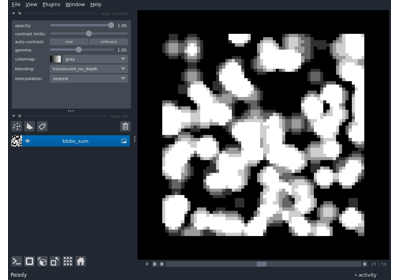 File View Plugins Window Help
opacity: 1.00
contrast limits:
auto-contrast: once continuous
gamma: 1.00
colormap: gray
blending: translucent_no_depth
interpolation: nearest
blobs_sum
Ready
activity